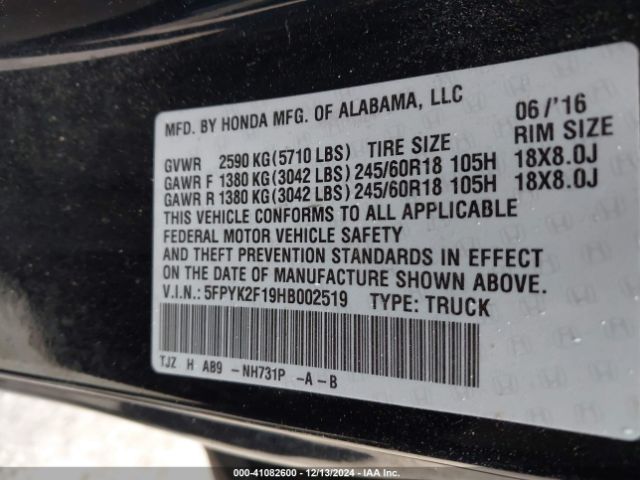 MFD. BY HONDA MFG. OF ALABAMA, LLC 06/'16
GVWR 2590 KG(5710 LBS) TIRE SIZE RIM SIZE
GAWR F 1380 KG(3042 LBS) 245/60R18 105H 18X8.0J
GAWR R 1380 KG(3042 LBS) 245/60R18 105H 18X8.0J
THIS VEHICLE CONFORMS TO ALL APPLICABLE
FEDERAL MOTOR VEHICLE SAFETY
AND THEFT PREVENTION STANDARDS IN EFFECT
ON THE DATE OF MANUFACTURE SHOWN ABOVE.
V.I.N.: 5FPYK2F19HB002519 TYPE: TRUCK
TJZ H AB9 -NH731P -A-B
000-41082600 - 12/13/2024 - IAA Inc.